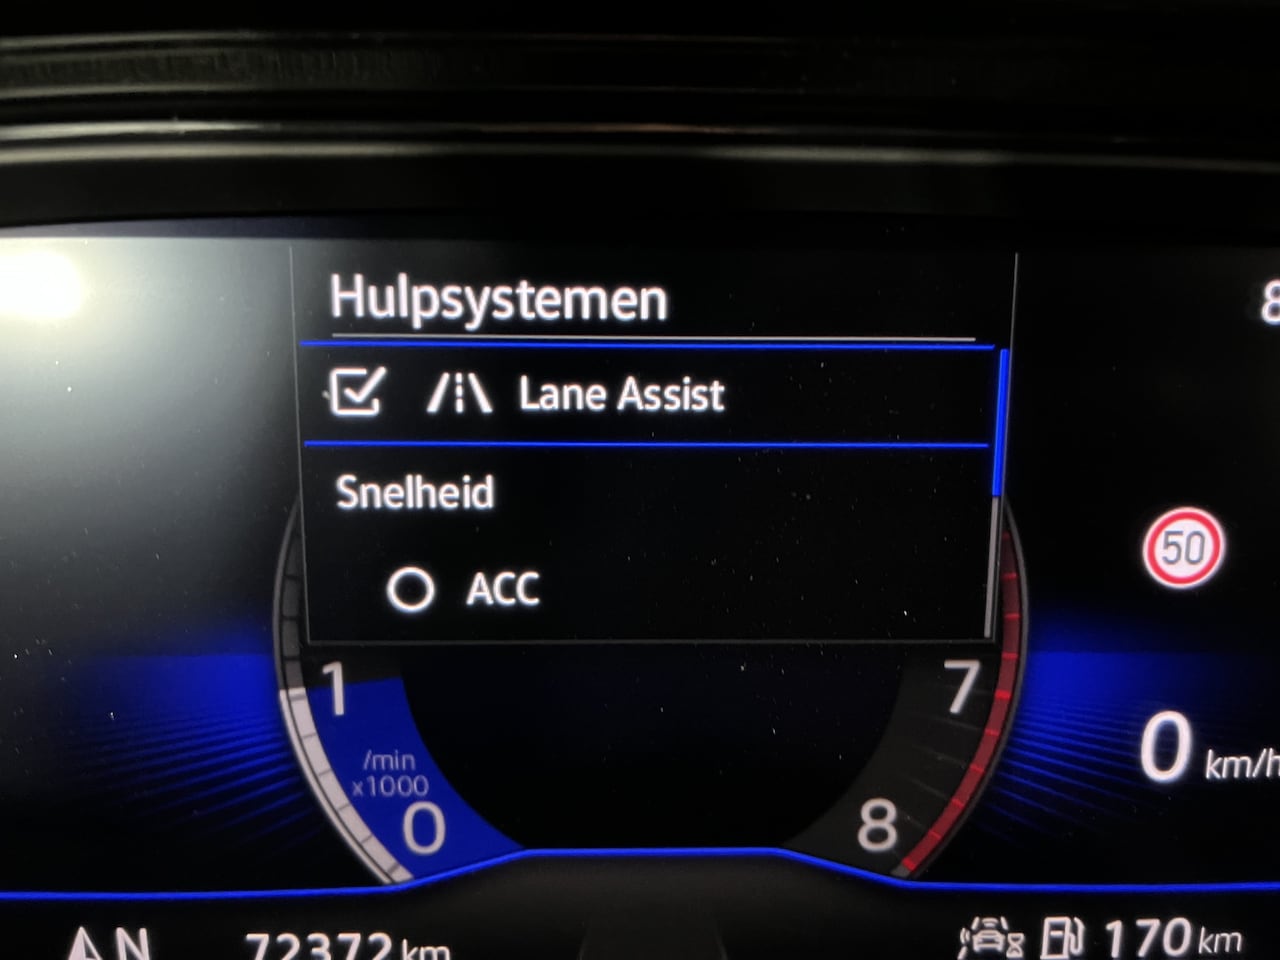 Hulpsystemen
Lane Assist
Snelheid
ACC
50
1
7
/min
x1000
0
8
0 km/h
N
72372 km
170 km